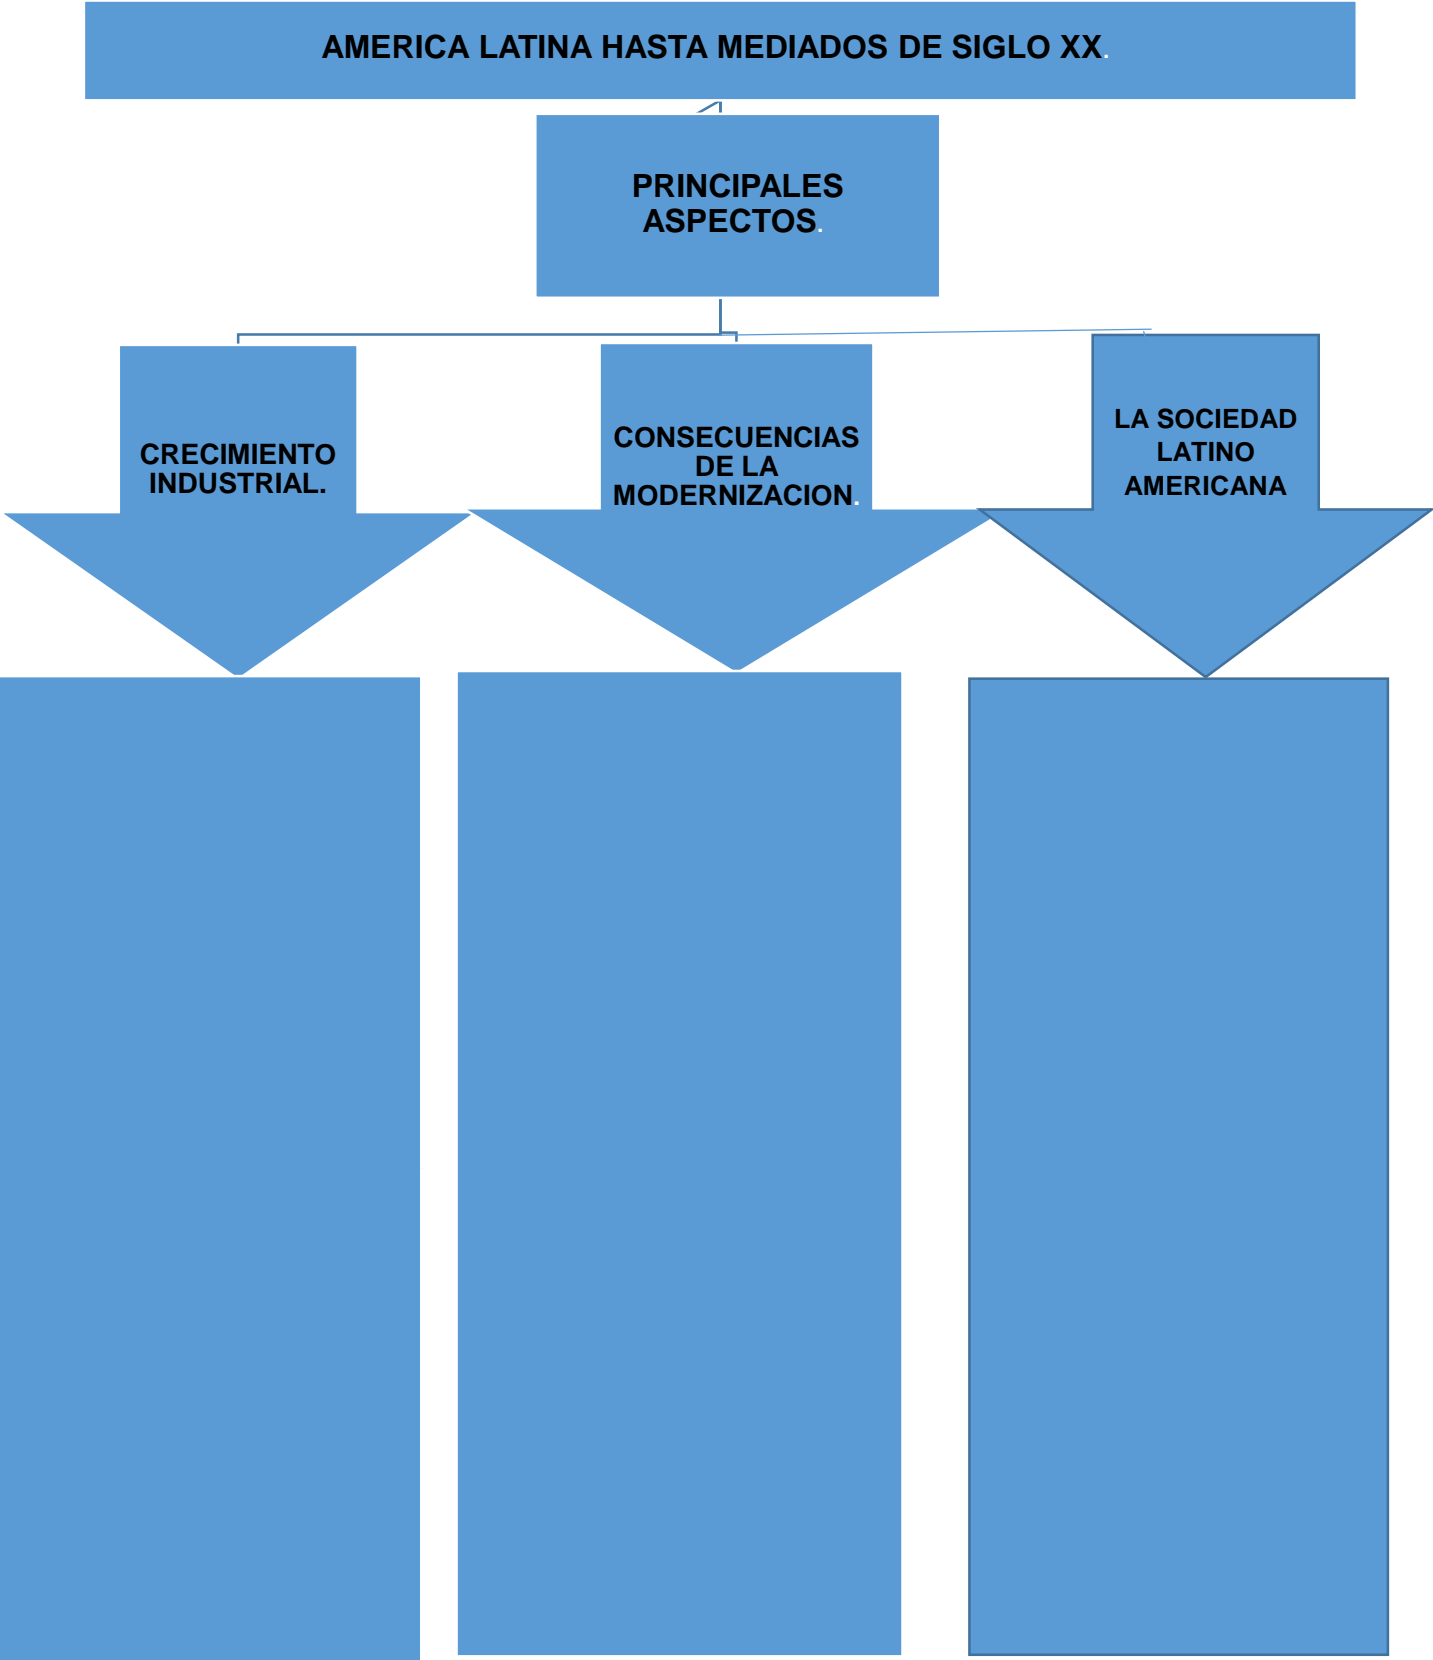 AMERICA LATINA HASTA MEDIADOS DE SIGLO XX.
PRINCIPALES
ASPECTOS.
CRECIMIENTO
INDUSTRIAL.
CONSECUENCIAS
DE LA
MODERNIZACION.
LA SOCIEDAD
LATINO
AMERICANA